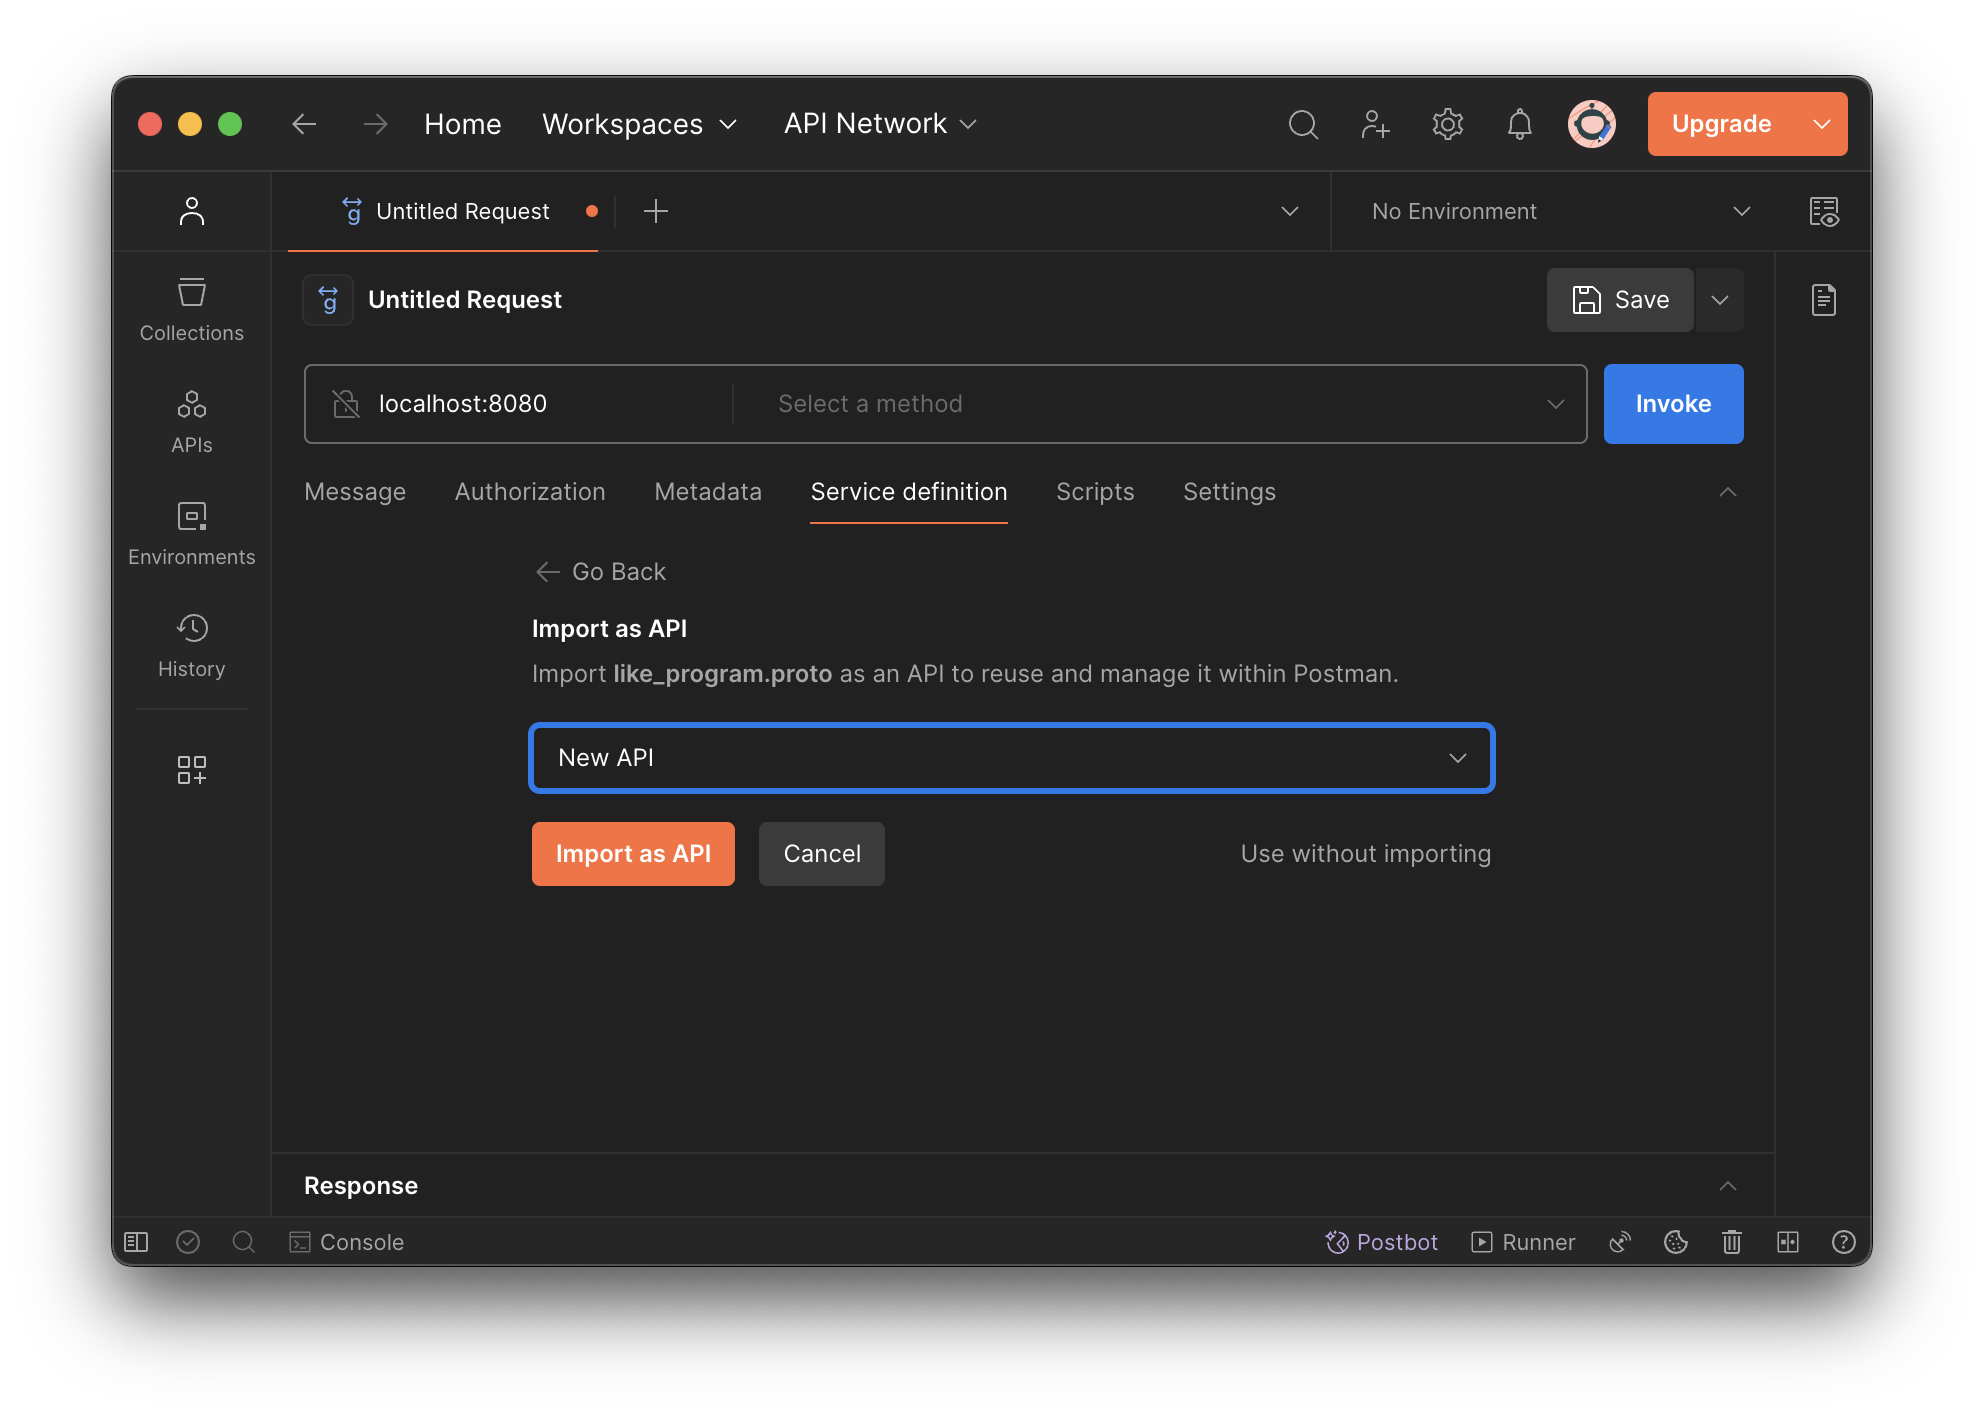 Home Workspaces API Network Upgrade
Untitled Request No Environment
Collections
APIs
Environments
History
Untitled Request Save
localhost:8080 Select a method Invoke
Message Authorization Metadata Service definition Scripts Settings
Go Back
Import as API
Import like_program.proto as an API to reuse and manage it within Postman.
New API
Import as API Cancel Use without importing
Response
Console Postbot Runner